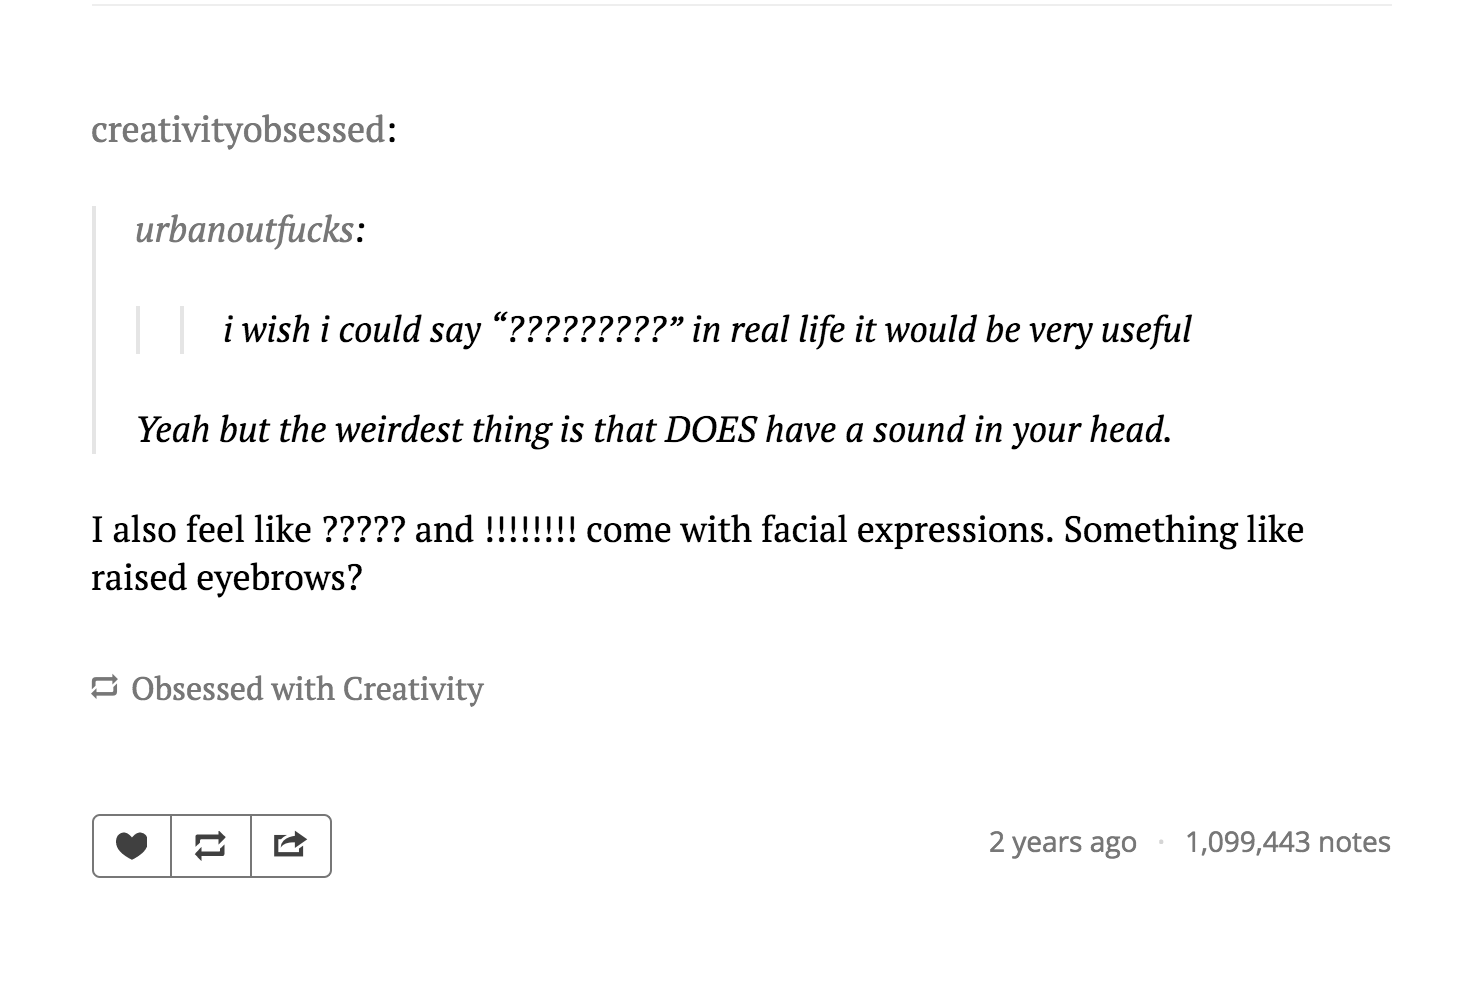 creativityobsessed:
urbanoutfucks:
i wish i could say “?????????” in real life it would be very useful
Yeah but the weirdest thing is that DOES have a sound in your head.
I also feel like ????? and !!!!!!!! come with facial expressions. Something like
raised eyebrows?
Obsessed with Creativity
2 years ago · 1,099,443 notes